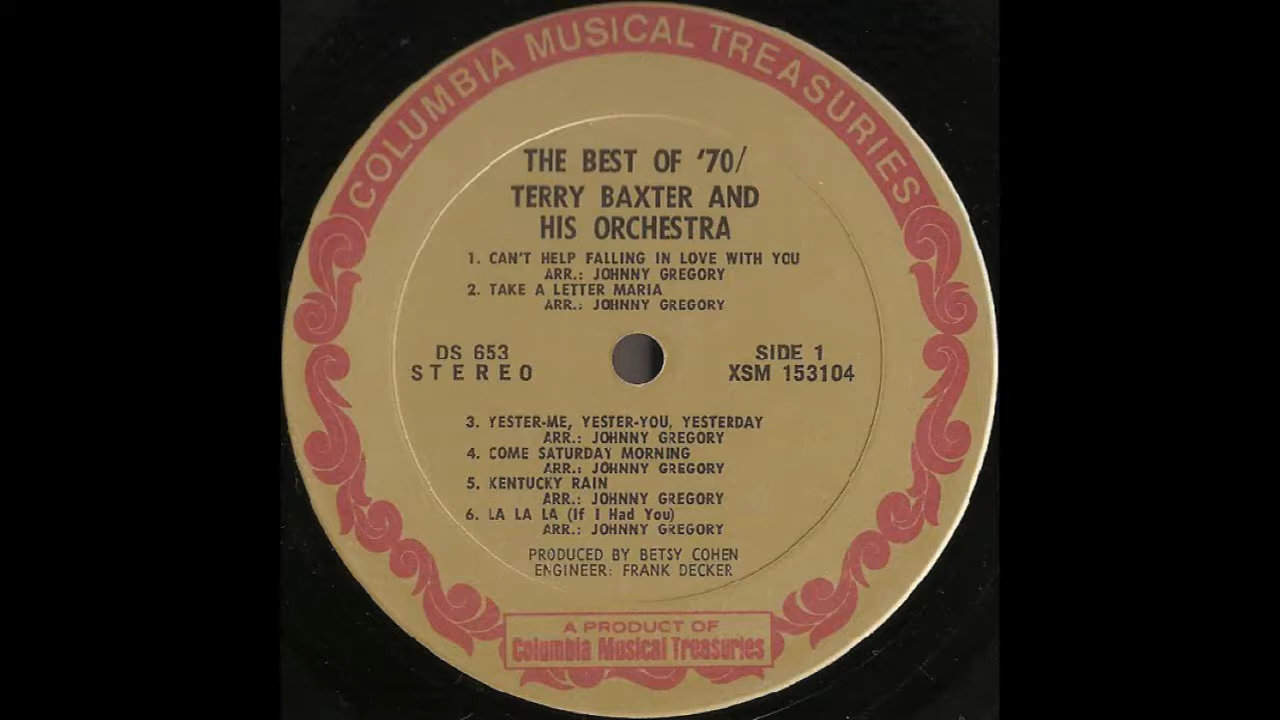 COLUMBIA MUSICAL TREASURIES
THE BEST OF '70/
TERRY BAXTER AND
HIS ORCHESTRA
1. CAN'T HELP FALLING IN LOVE WITH YOU
ARR.: JOHNNY GREGORY
2. TAKE A LETTER MARIA
ARR.: JOHNNY GREGORY
DS 653
STEREO
SIDE 1
XSM 153104
3. YESTER-ME, YESTER-YOU, YESTERDAY
ARR.: JOHNNY GREGORY
4. COME SATURDAY MORNING
ARR.: JOHNNY GREGORY
5. KENTUCKY RAIN
ARR.: JOHNNY GREGORY
6. LA LA LA (If I Had You)
ARR.: JOHNNY GREGORY
PRODUCED BY BETSY COHEN
ENGINEER: FRANK DECKER
A PRODUCT OF
Columbia Musical Treasuries